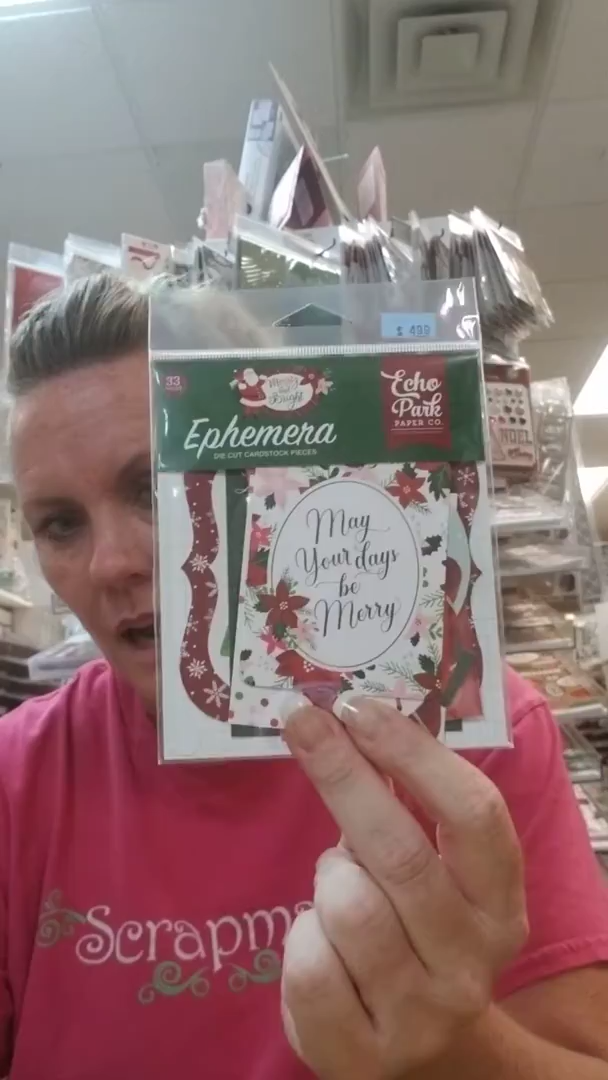 $ 4.99
33
Merry
and
Bright
Echo
Park
PAPER CO.
Ephemera
DIE CUT CARDSTOCK PIECES
May
Your days
be
Merry
NOEL
Scrapma